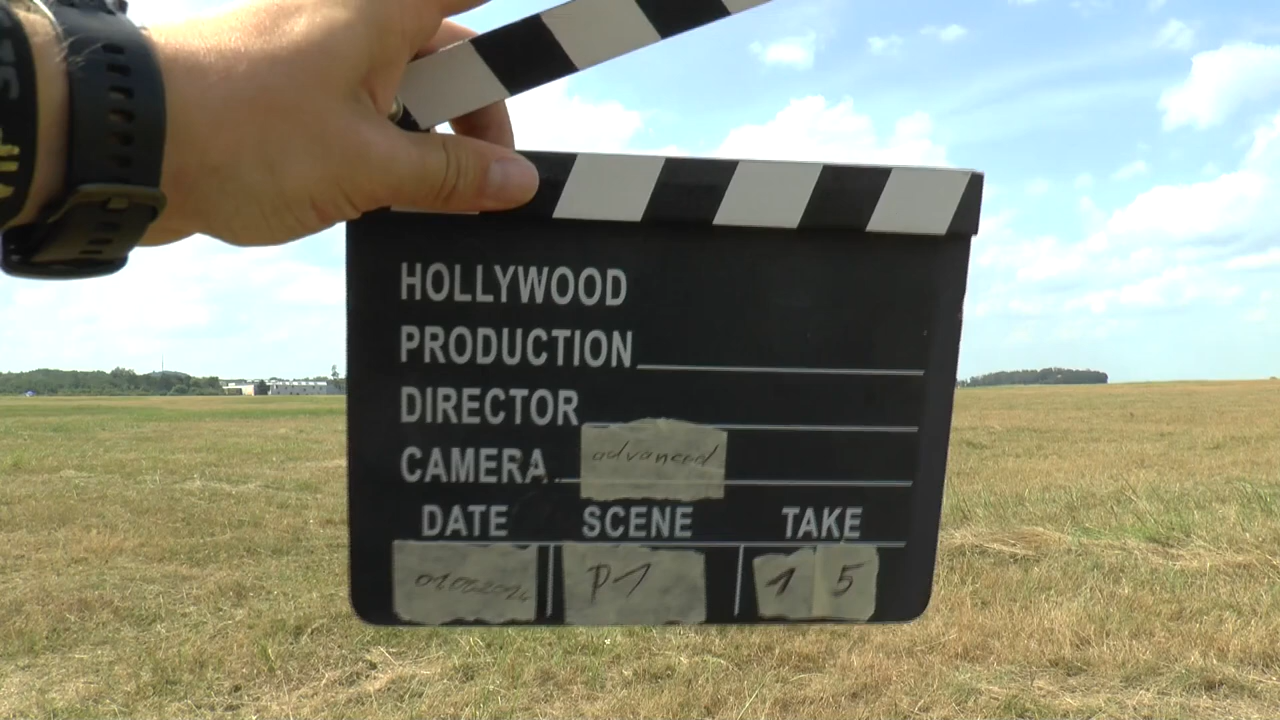 HOLLYWOOD
PRODUCTION
DIRECTOR
CAMERA
advanced
DATE SCENE TAKE
P1 1 5